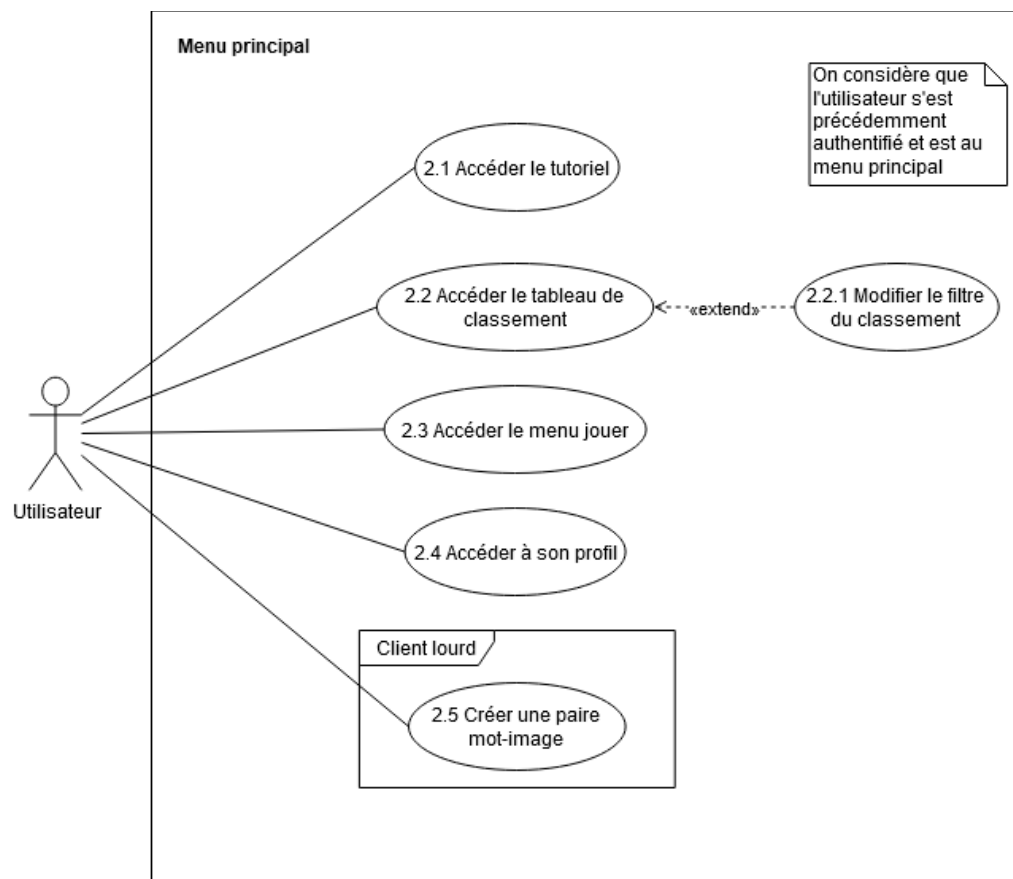 Menu principal
On considère que
l'utilisateur s'est
précédemment
authentifié et est au
menu principal
2.1 Accéder le tutoriel
2.2 Accéder le tableau de
classement
«extend»
2.2.1 Modifier le filtre
du classement
2.3 Accéder le menu jouer
Utilisateur
2.4 Accéder à son profil
Client lourd
2.5 Créer une paire
mot-image